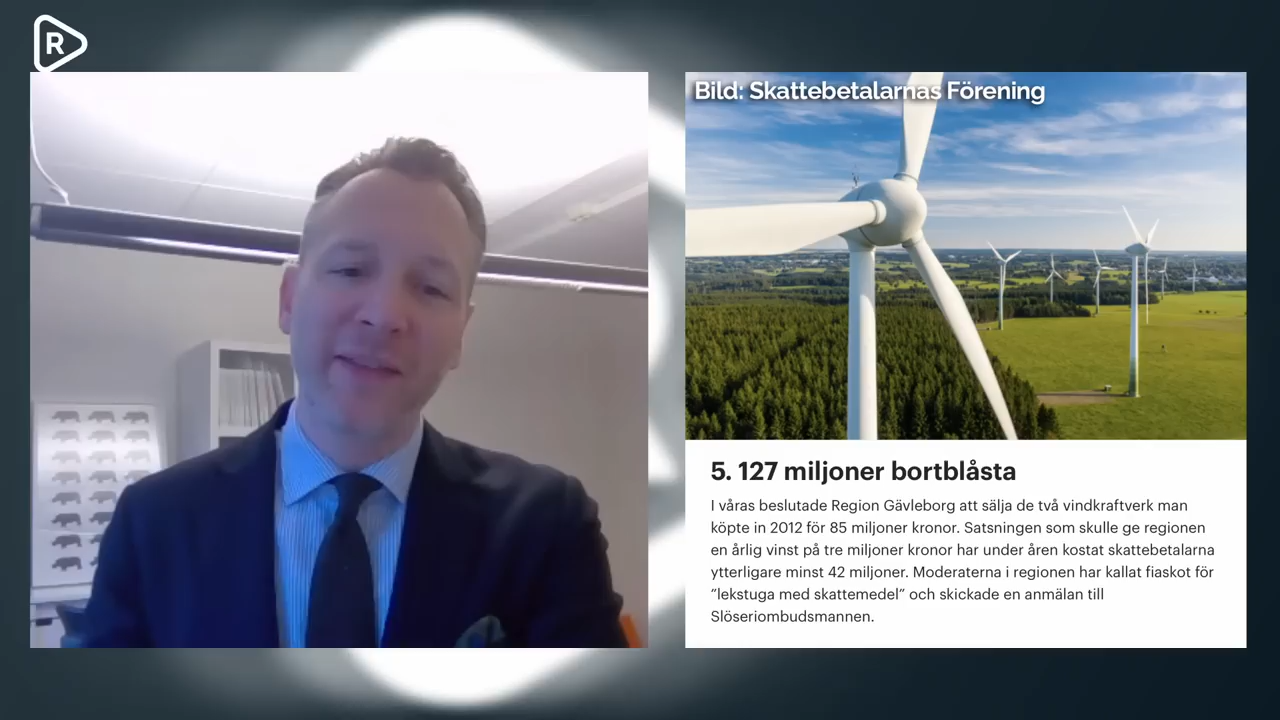 R
Bild: Skattebetalarnas Förening
5. 127 miljoner bortblåsta
I våras beslutade Region Gävleborg att sälja de två vindkraftverk man
köpte in 2012 för 85 miljoner kronor. Satsningen som skulle ge regionen
en årlig vinst på tre miljoner kronor har under åren kostat skattebetalarna
ytterligare minst 42 miljoner. Moderaterna i regionen har kallat fiaskot för
”lekstuga med skattemedel” och skickade en anmälan till
Slöseriombudsmannen.